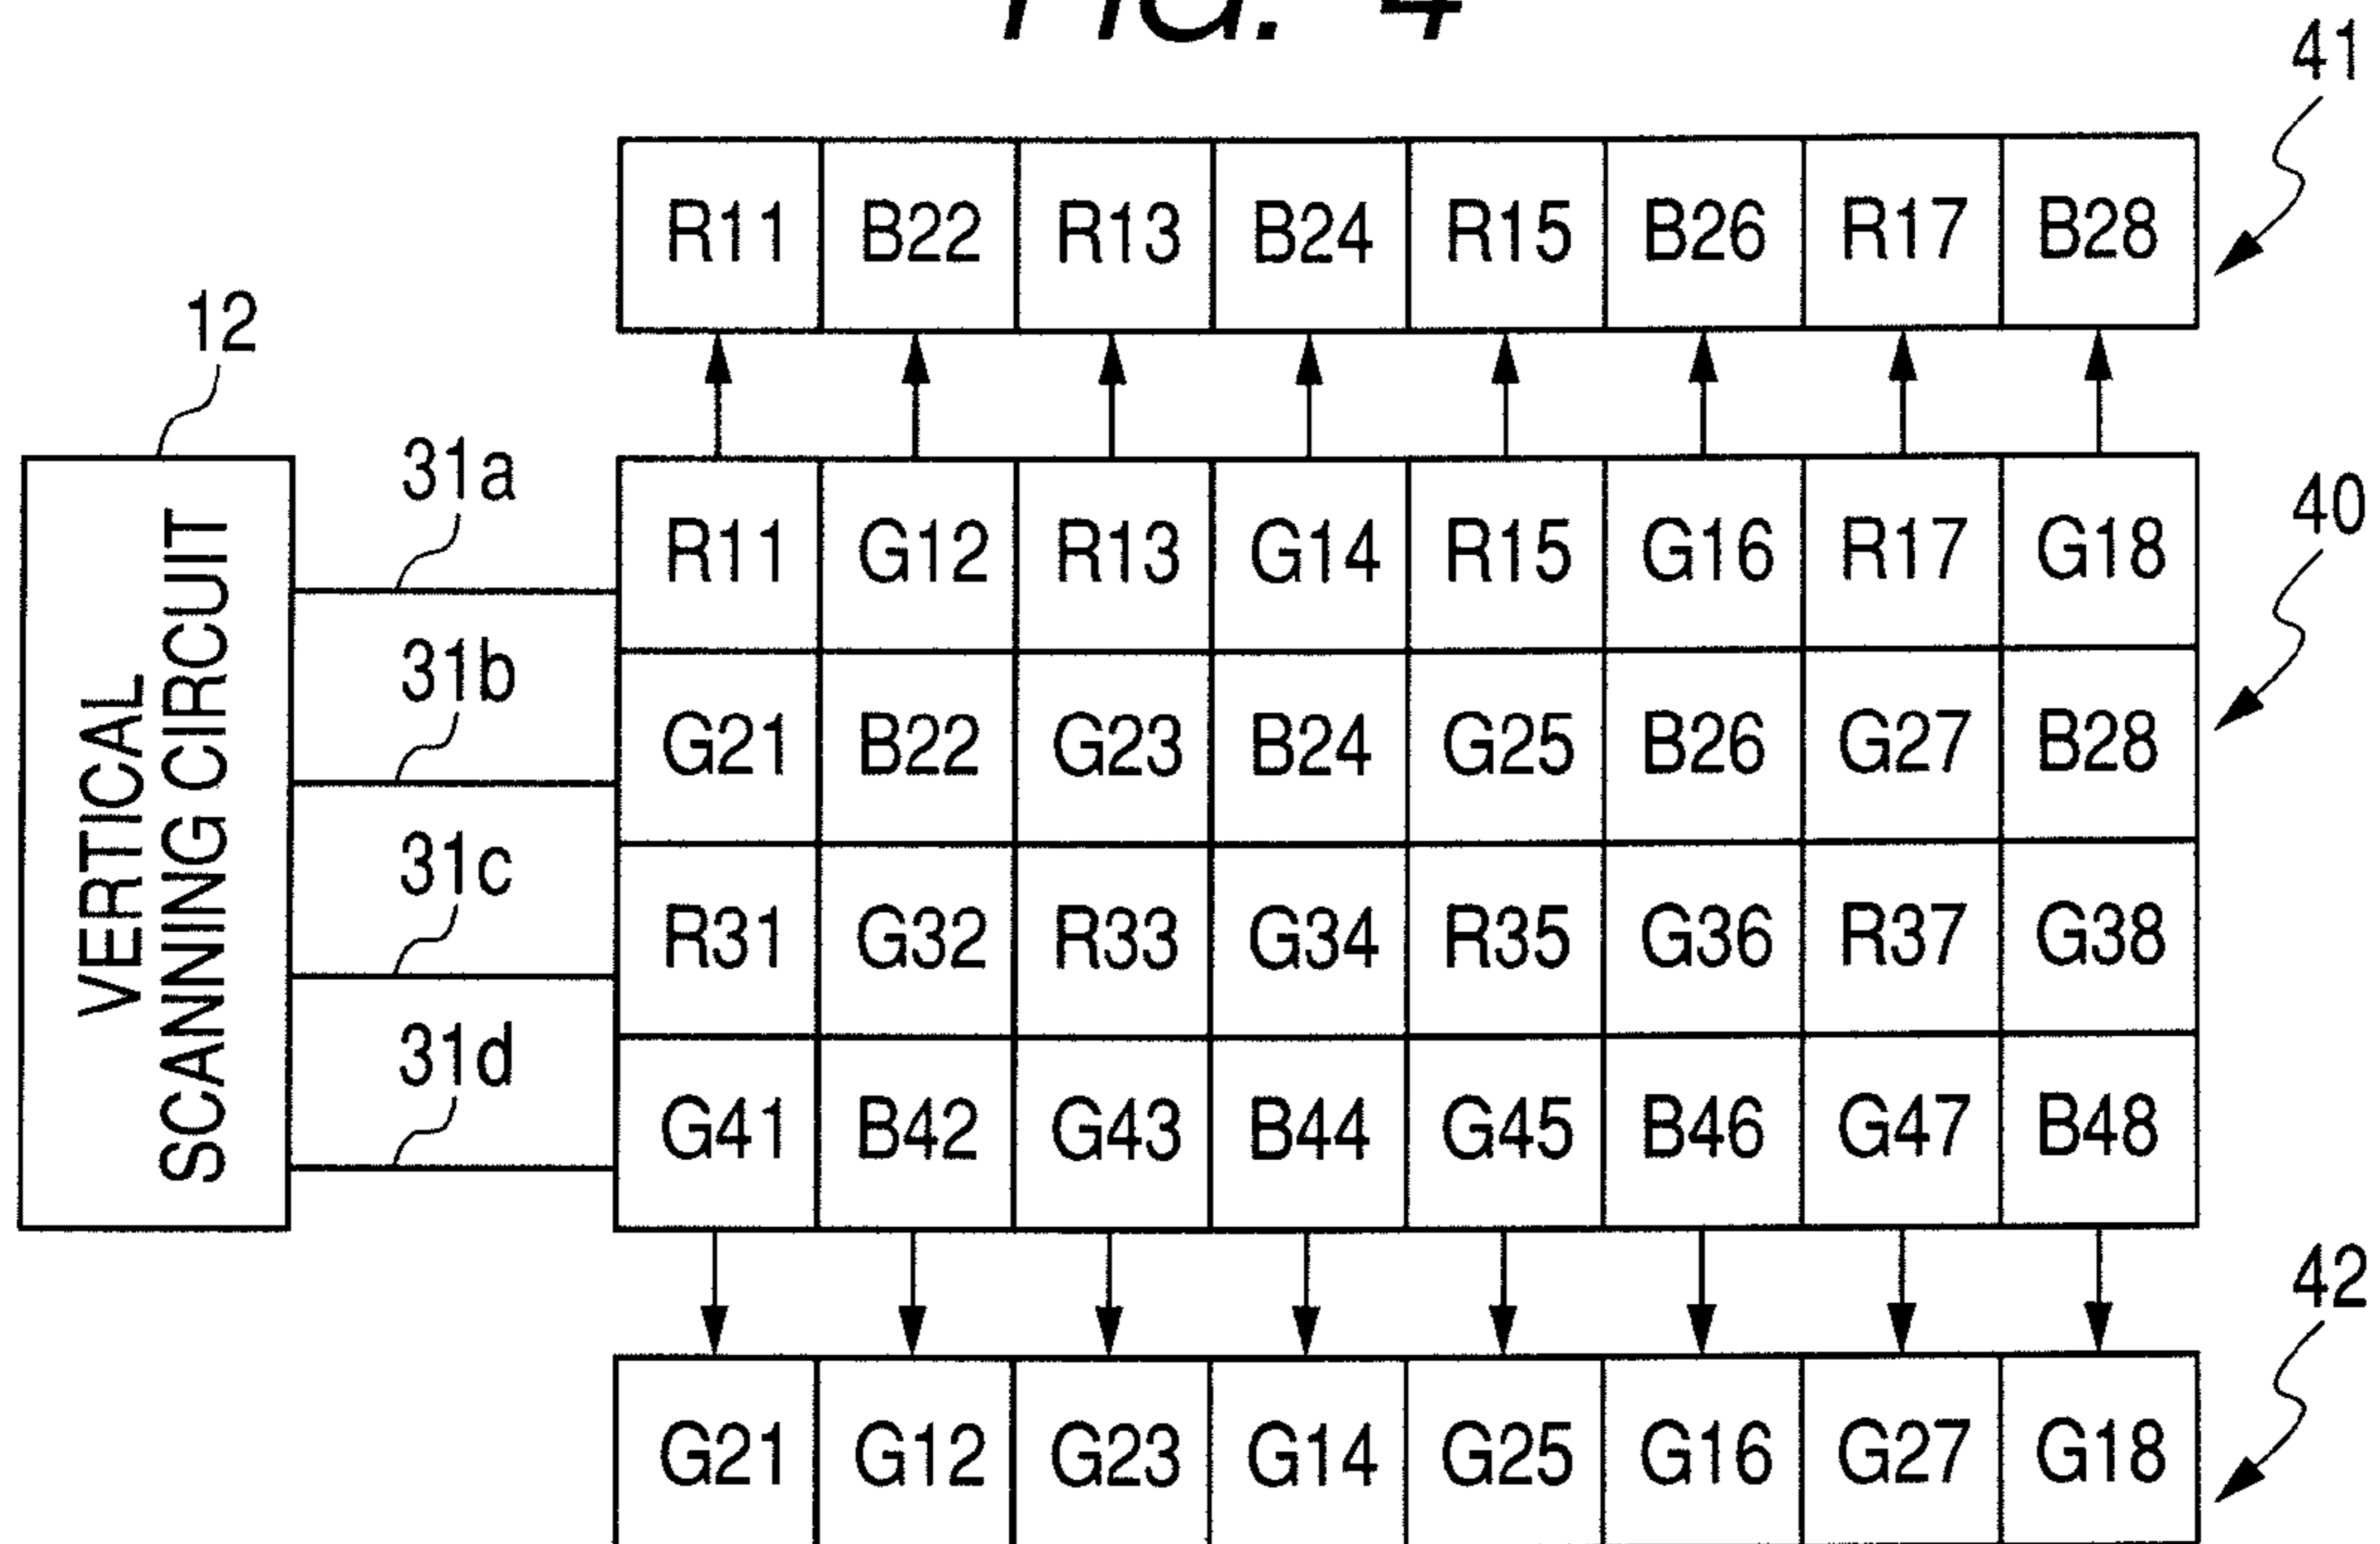 FIG. 4
41
R11 B22 R13 B24 R15 B26 R17 B28
12
31a
40
R11 G12 R13 G14 R15 G16 R17 G18
31b
G21 B22 G23 B24 G25 B26 G27 B28
VERTICAL
SCANNING CIRCUIT
31c
R31 G32 R33 G34 R35 G36 R37 G38
31d
G41 B42 G43 B44 G45 B46 G47 B48
42
G21 G12 G23 G14 G25 G16 G27 G18